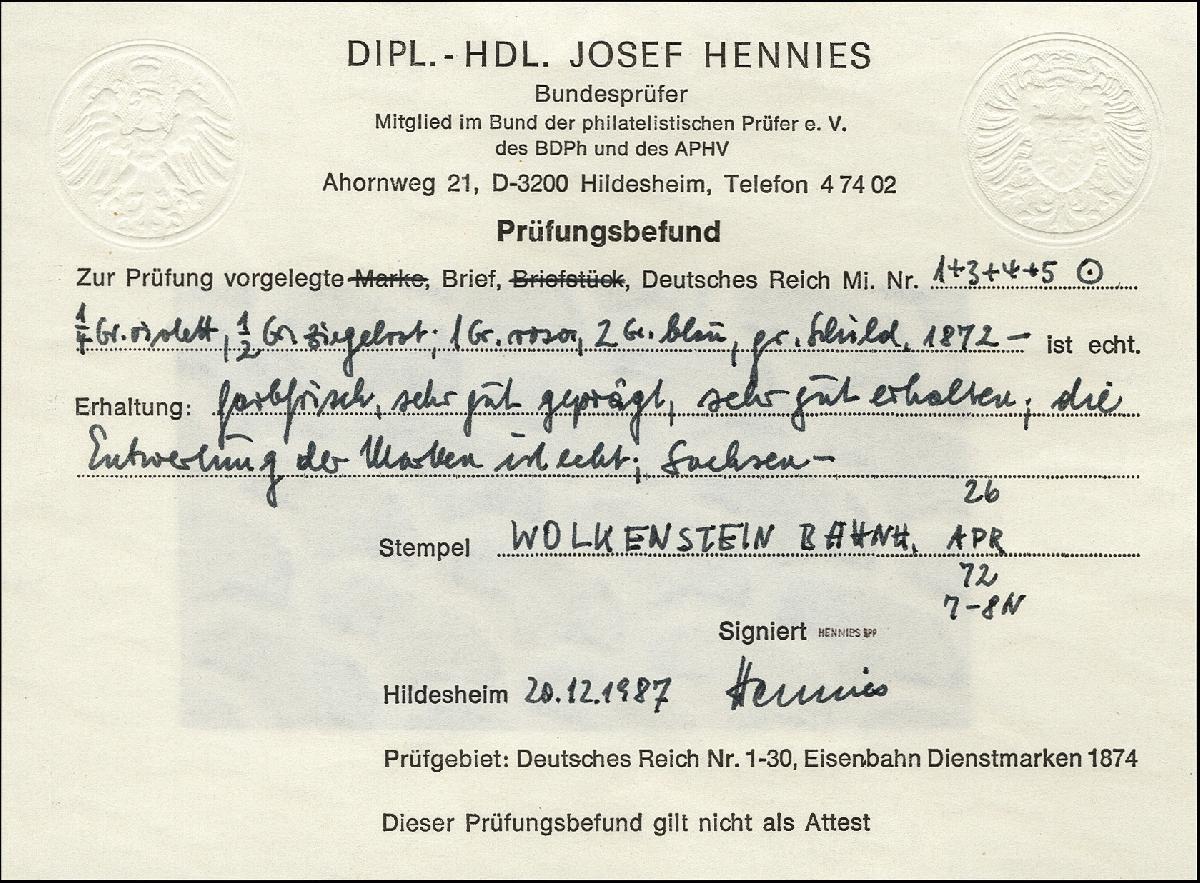 DIPL.-HDL. JOSEF HENNIES
Bundesprüfer
Mitglied im Bund der philatelistischen Prüfer e. V.
des BDPh und des APHV
Ahornweg 21, D-3200 Hildesheim, Telefon 4 74 02
Prüfungsbefund
Zur Prüfung vorgelegte Marke, Brief, Briefstück, Deutsches Reich Mi. Nr. 1+3+4+5 ⊙
1/4 Gr. violett, 1/2 Gr. ziegelrot; 1 Gr. rosa, 2 Gr. blau, gr. Schild, 1872 – ist echt.
Erhaltung: farbfrisch, sehr gut geprägt, sehr gut erhalten; die
Entwertung der Marken ist echt; Sachsen –
26
Stempel WOLKENSTEIN BAHNH. APR
72
7-8N
Signiert HENNIES BPP
Hildesheim 20.12.1987 Hennies
Prüfgebiet: Deutsches Reich Nr. 1-30, Eisenbahn Dienstmarken 1874
Dieser Prüfungsbefund gilt nicht als Attest